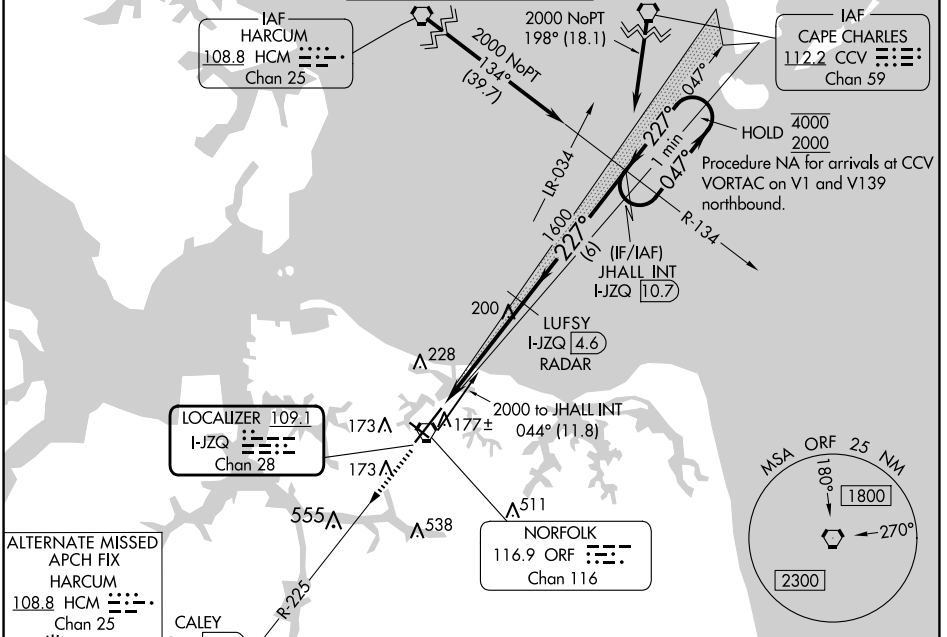 IAF
HARCUM
108.8 HCM
Chan 25
2000 NoPT
134°
(39.7)
2000 NoPT
198° (18.1)
IAF
CAPE CHARLES
112.2 CCV
Chan 59
047°
227°
1 min
047°
HOLD 4000
2000
Procedure NA for arrivals at CCV
VORTAC on V1 and V139
northbound.
LR-034
R-134
1600
227°
(6)
(IF/IAF)
JHALL INT
I-JZQ 10.7
200
LUFSY
I-JZQ 4.6
RADAR
228
2000 to JHALL INT
044° (11.8)
LOCALIZER 109.1
I-JZQ
Chan 28
173
177±
173
555
538
511
NORFOLK
116.9 ORF
Chan 116
MSA ORF 25 NM
180°
1800
270°
2300
ALTERNATE MISSED
APCH FIX
HARCUM
108.8 HCM
Chan 25
R-225
CALEY